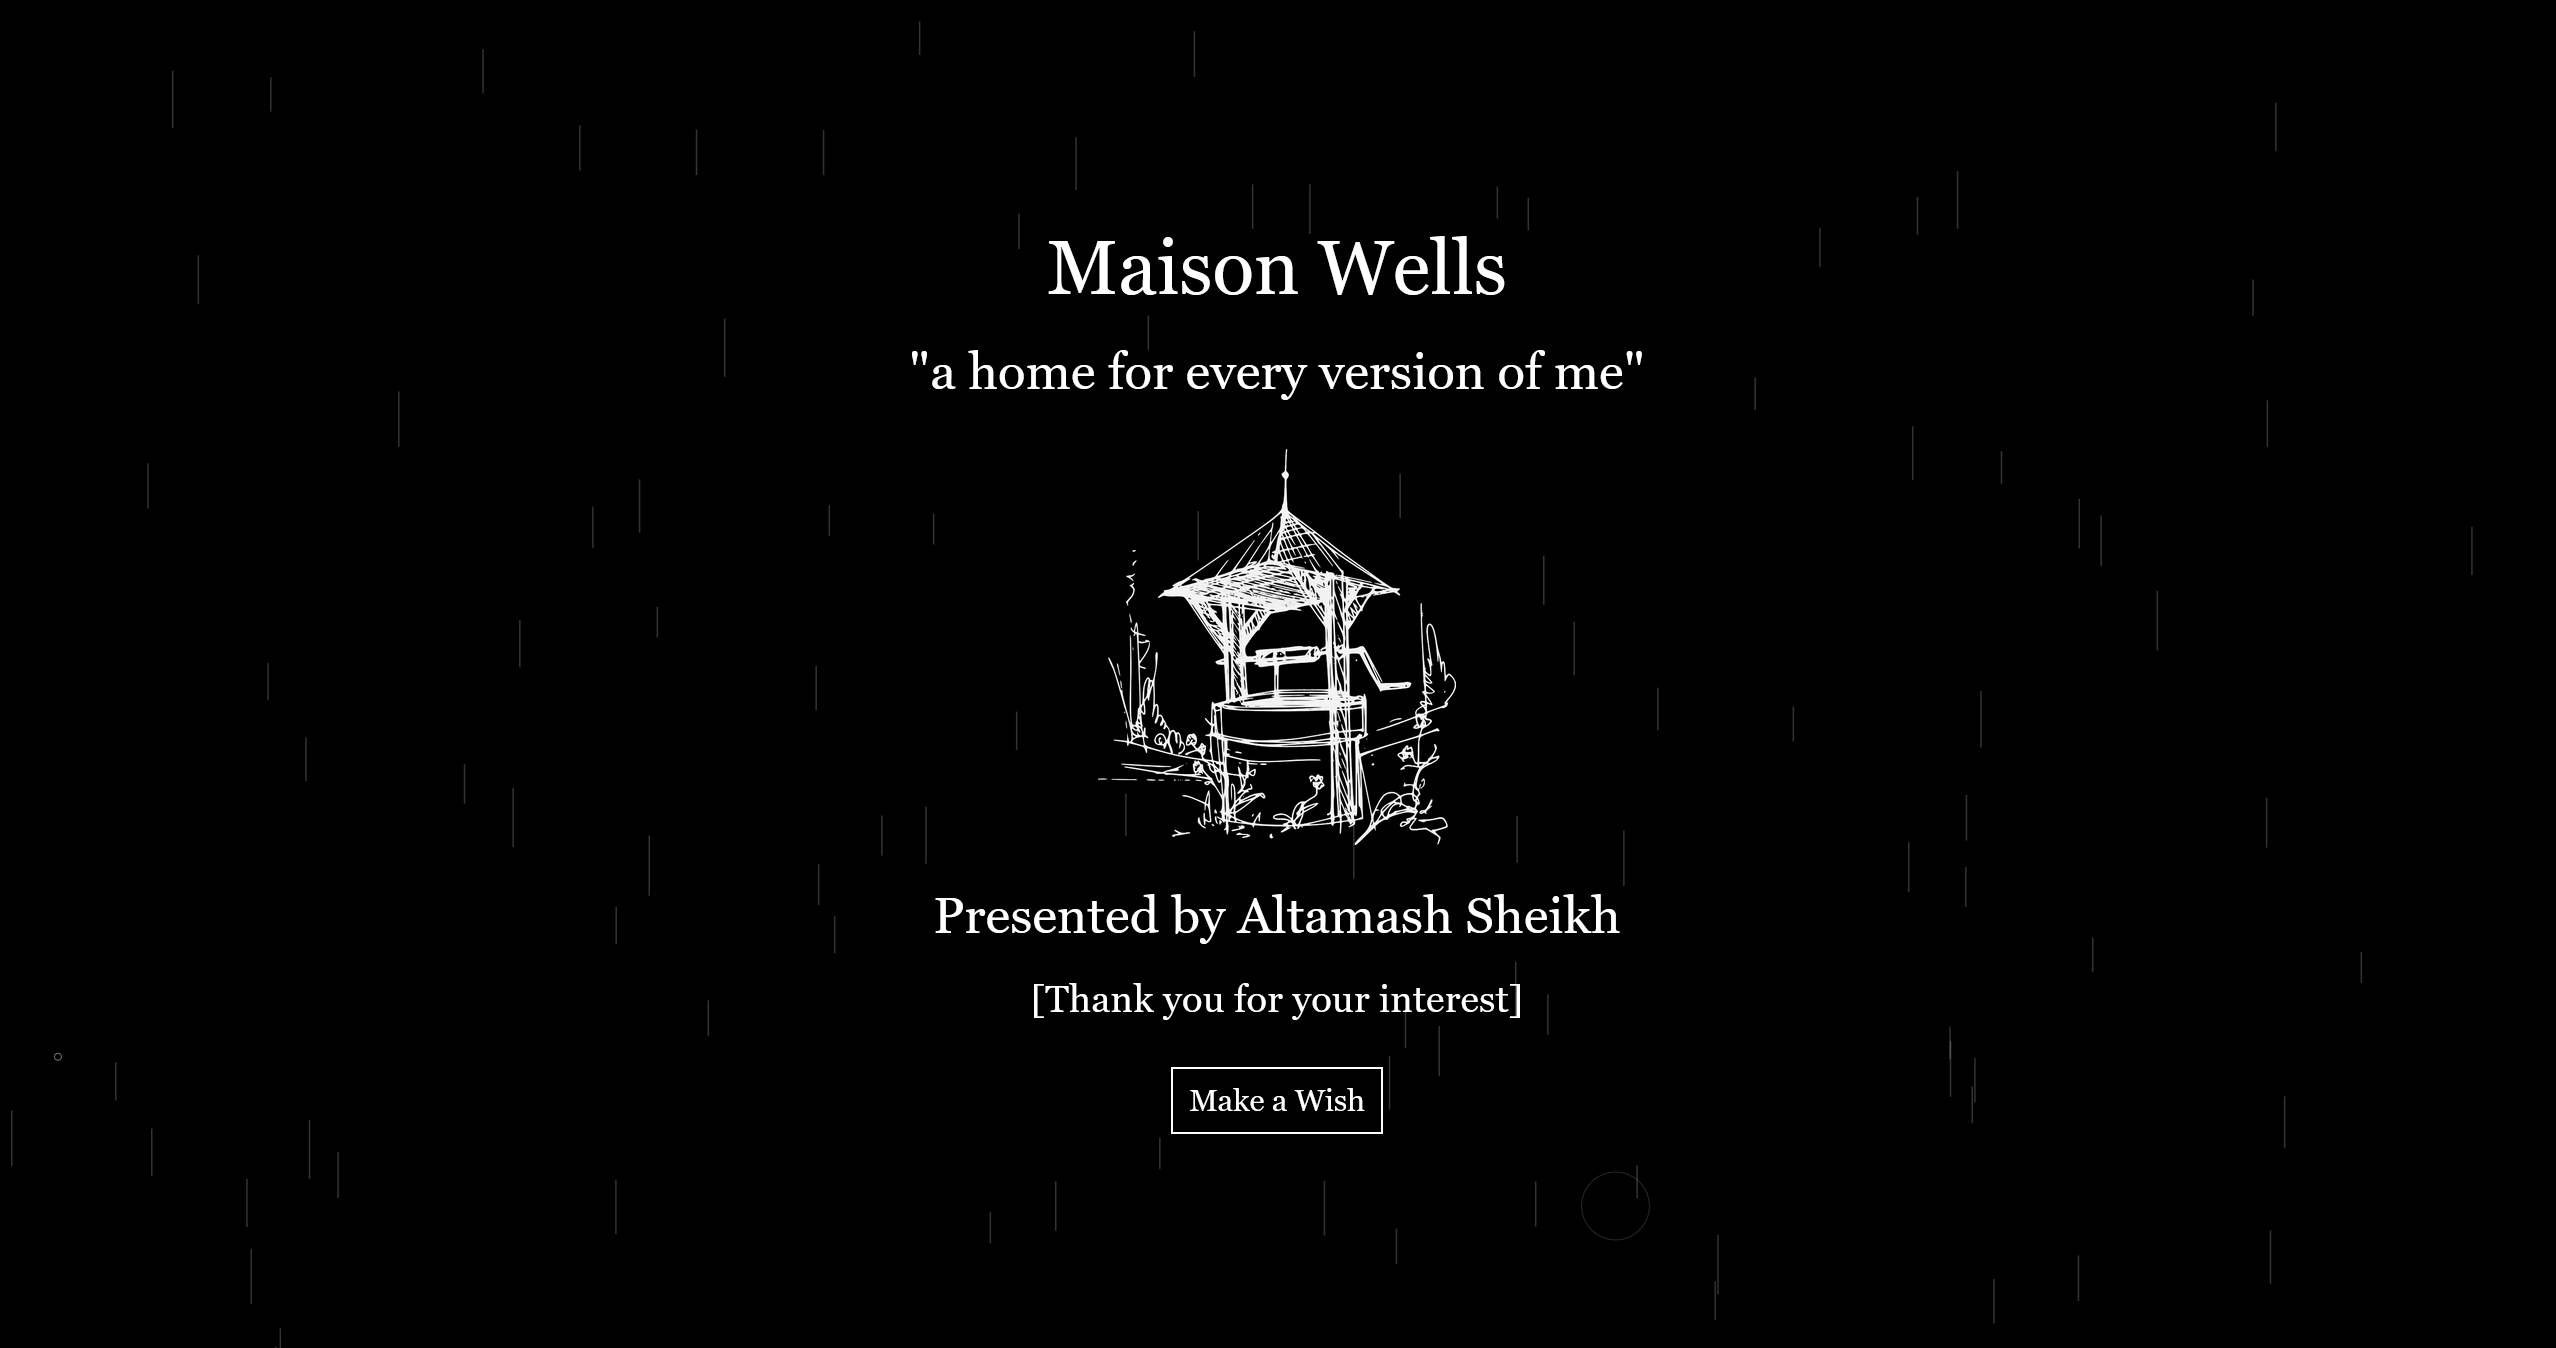 Maison Wells
"a home for every version of me"
Presented by Altamash Sheikh
[Thank you for your interest]
Make a Wish